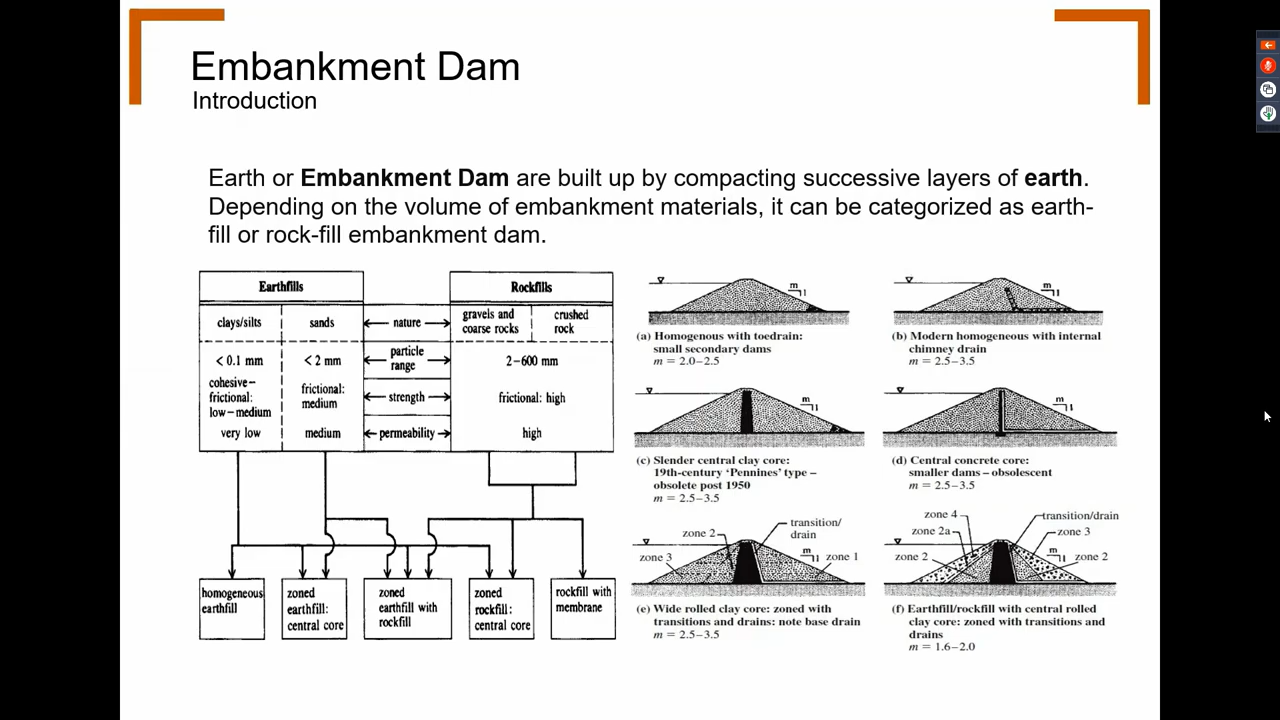 Embankment Dam
Introduction
Earth or Embankment Dam are built up by compacting successive layers of earth.
Depending on the volume of embankment materials, it can be categorized as earth-
fill or rock-fill embankment dam.
Earthfills
Rockfills
clays/silts
sands
nature
gravels and
coarse rocks
crushed
rock
< 0.1 mm
< 2 mm
particle
range
2–600 mm
cohesive–
frictional:
low–medium
frictional:
medium
strength
frictional: high
very low
medium
permeability
high
homogeneous
earthfill
zoned
earthfill:
central core
zoned
earthfill with
rockfill
zoned
rockfill:
central core
rockfill with
membrane
m
1
(a) Homogenous with toedrain:
small secondary dams
m = 2.0–2.5
m
1
(b) Modern homogeneous with internal
chimney drain
m = 2.5–3.5
m
1
(c) Slender central clay core:
19th-century 'Pennines' type –
obsolete post 1950
m = 2.5–3.5
m
1
(d) Central concrete core:
smaller dams – obsolescent
m = 2.5–3.5
zone 2
transition/
drain
zone 3
m
1
zone 1
(e) Wide rolled clay core: zoned with
transitions and drains: note base drain
m = 2.5–3.5
zone 4
transition/drain
zone 2a
zone 3
zone 2
m
1
zone 2
(f) Earthfill/rockfill with central rolled
clay core: zoned with transitions and
drains
m = 1.6–2.0